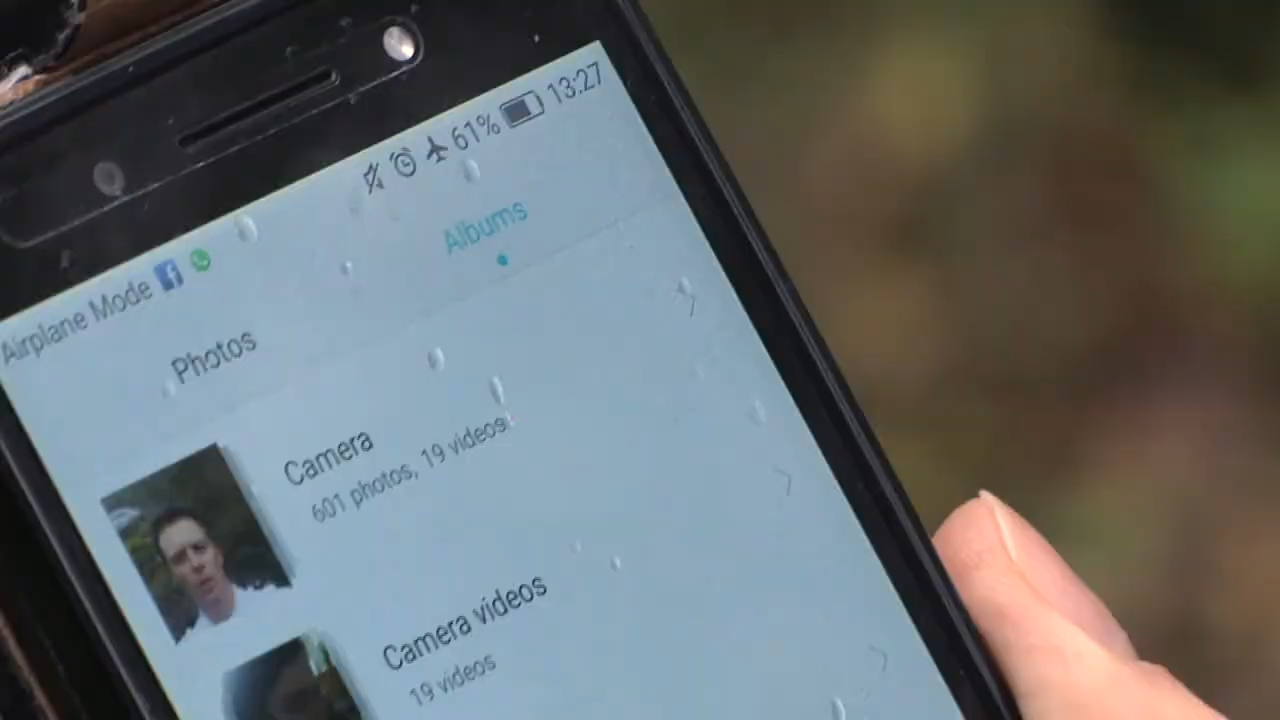 Airplane Mode 61% 13:27
Photos Albums
Camera
601 photos, 19 videos
Camera videos
19 videos